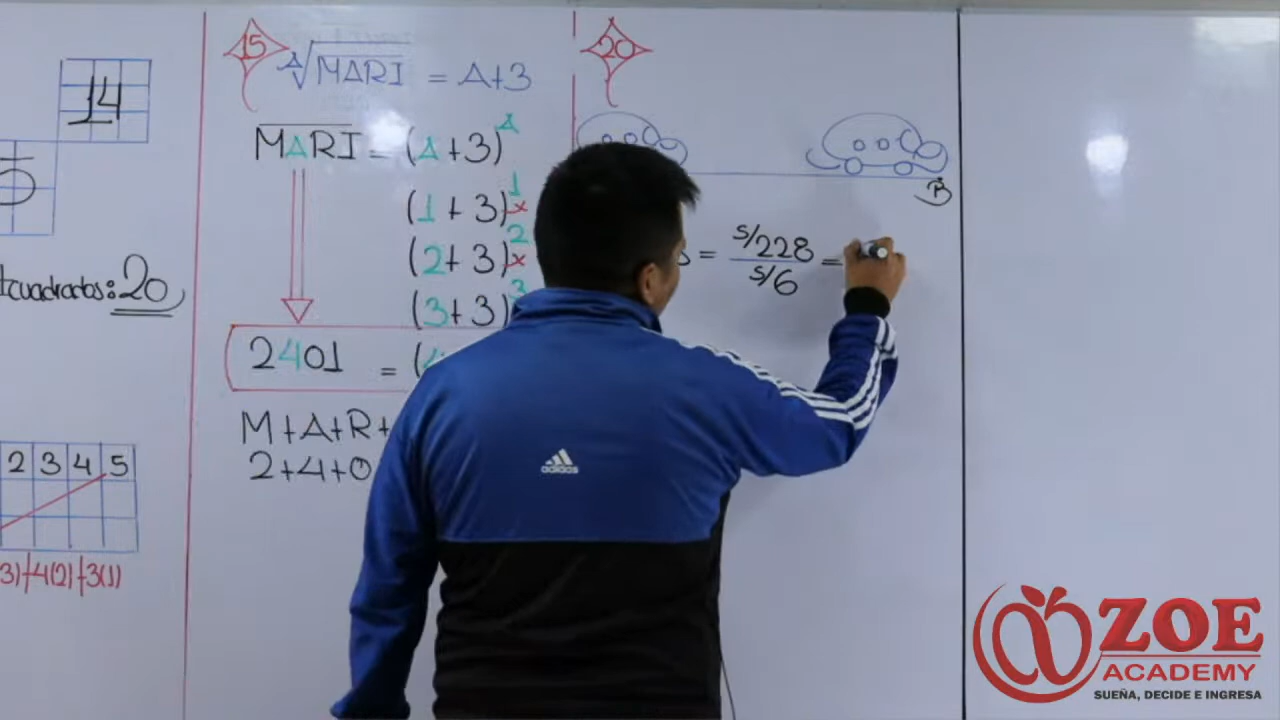 14
cuadrados: 20
2 3 4 5
3)+4(2)+3(1)
15
A√MARI = A+3
MARI = (A+3)^A
(1+3)^1 x
(2+3)^2 x
(3+3)^3
2401 = (
M+A+R+
2+4+0
20
B
= S/228 / S/6 =
adidas
ZOE
ACADEMY
SUEÑA, DECIDE E INGRESA